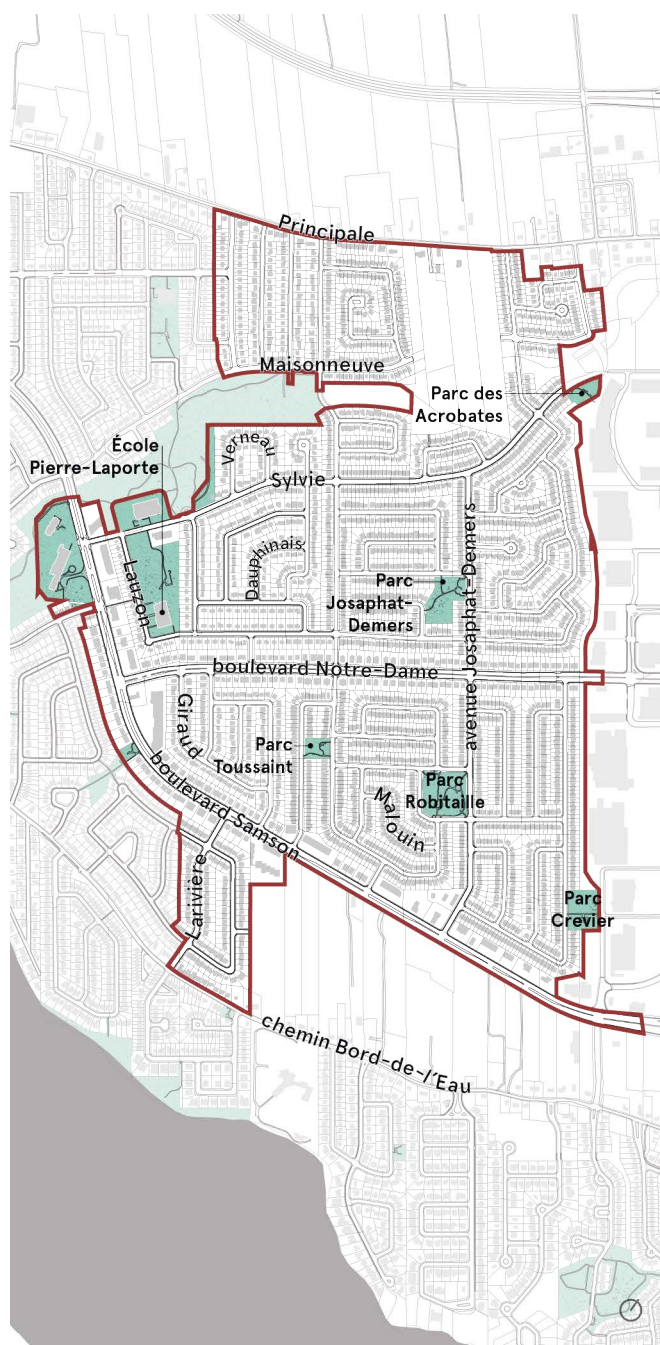 Principale
Maisonneuve
Parc des
Acrobates
École
Pierre-Laporte
Verneau
Sylvie
Lauzon
Dauphinais
Parc
Josaphat-
Demers
avenue Josaphat-Demers
boulevard Notre-Dame
Giraud
Parc
Toussaint
boulevard Samson
Parc
Robitaille
Malouin
Larivière
Parc
Crevier
chemin Bord-de-l'Eau